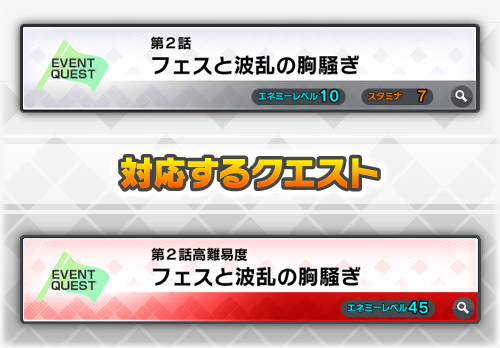 EVENT
QUEST
第2話
フェスと波乱の胸騒ぎ
エネミーレベル10
スタミナ 7
対応するクエスト
EVENT
QUEST
第2話高難易度
フェスと波乱の胸騒ぎ
エネミーレベル45